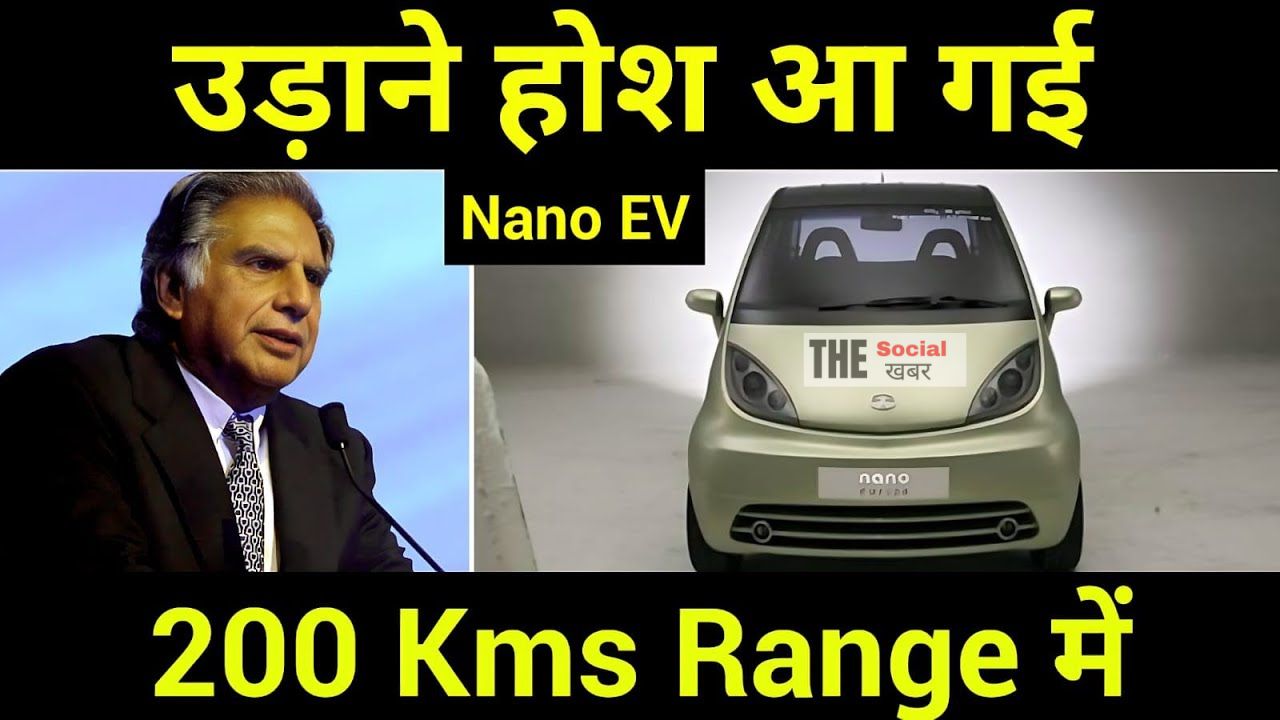 उड़ाने होश आ गई
Nano EV
THE Social
खबर
nano
200 Kms Range में